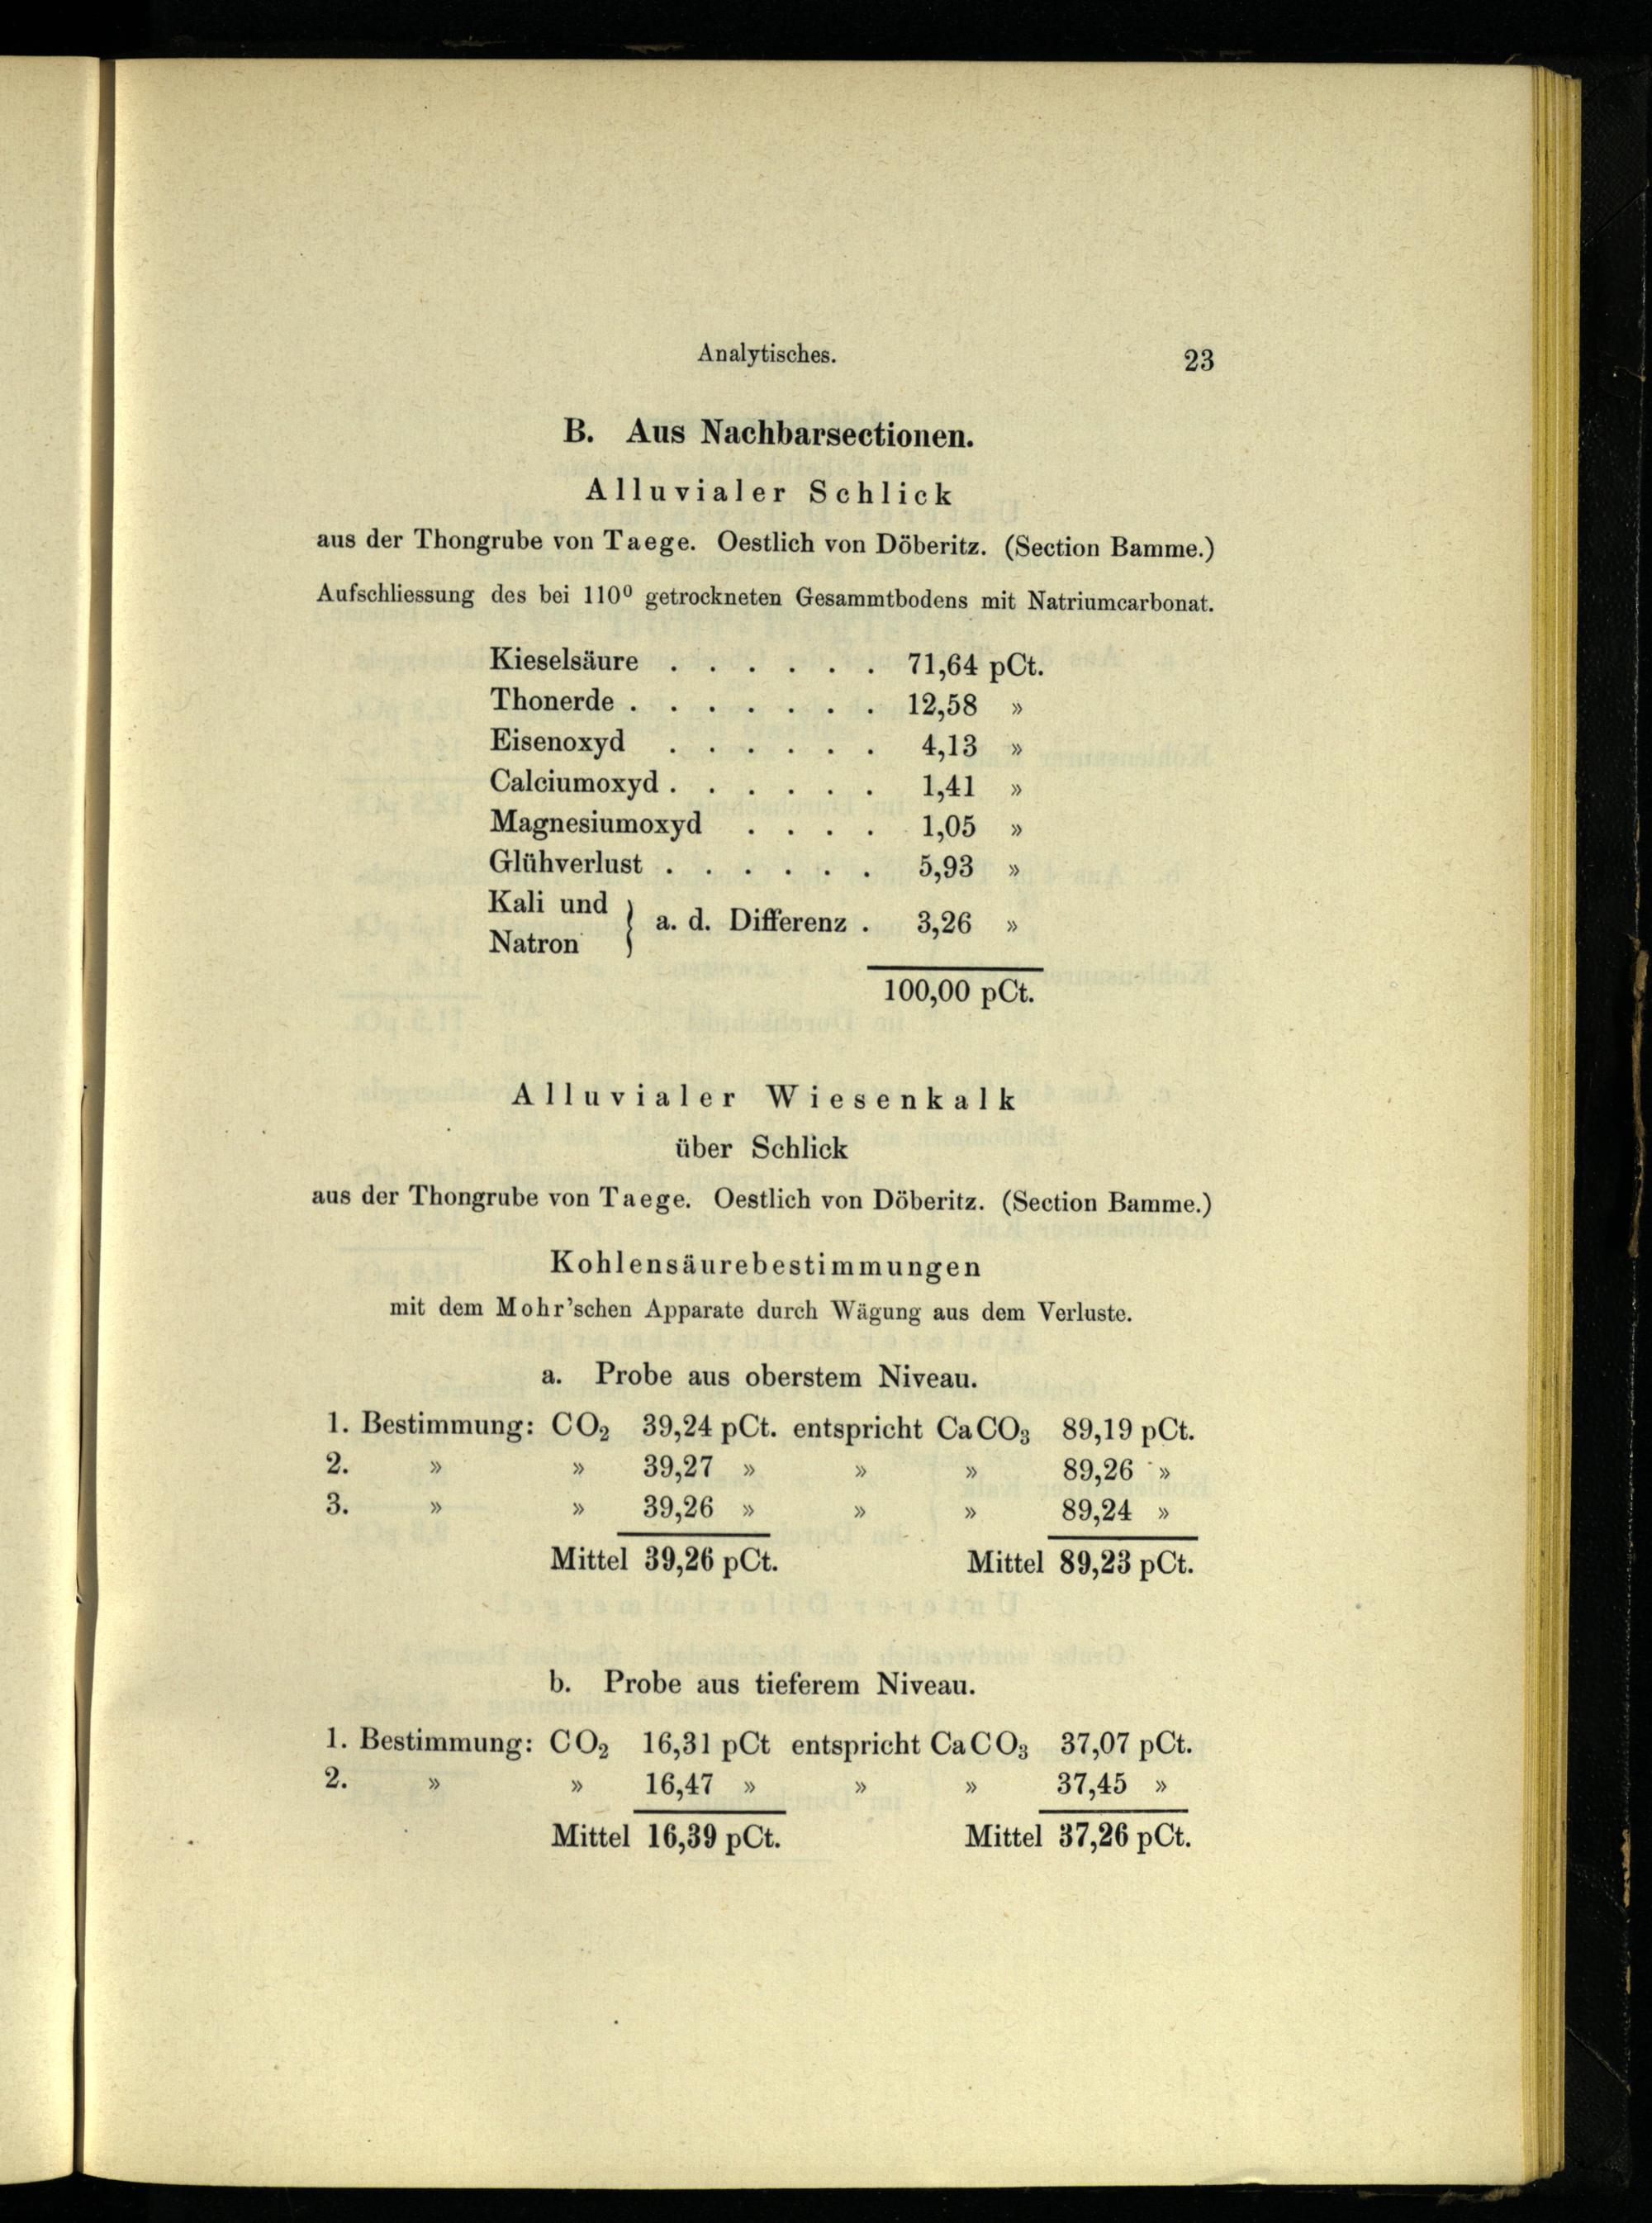 Analytisches. 23
B. Aus Nachbarsectionen.
Alluvialer Schlick
aus der Thongrube von Taege. Oestlich von Döberitz. (Section Bamme.)
Aufschliessung des bei 110⁰ getrockneten Gesammtbodens mit Natriumcarbonat.
Kieselsäure . . . . . . 71,64 pCt.
Thonerde . . . . . . . 12,58 »
Eisenoxyd . . . . . . 4,13 »
Calciumoxyd . . . . . . 1,41 »
Magnesiumoxyd . . . . 1,05 »
Glühverlust . . . . . . 5,93 »
Kali und
Natron } a. d. Differenz . 3,26 »
100,00 pCt.
Alluvialer Wiesenkalk
über Schlick
aus der Thongrube von Taege. Oestlich von Döberitz. (Section Bamme.)
Kohlensäurebestimmungen
mit dem Mohr'schen Apparate durch Wägung aus dem Verluste.
a. Probe aus oberstem Niveau.
1. Bestimmung: CO₂ 39,24 pCt. entspricht CaCO₃ 89,19 pCt.
2. » » 39,27 » » » 89,26 »
3. » » 39,26 » » » 89,24 »
Mittel 39,26 pCt. Mittel 89,23 pCt.
b. Probe aus tieferem Niveau.
1. Bestimmung: CO₂ 16,31 pCt entspricht CaCO₃ 37,07 pCt.
2. » » 16,47 » » » 37,45 »
Mittel 16,39 pCt. Mittel 37,26 pCt.